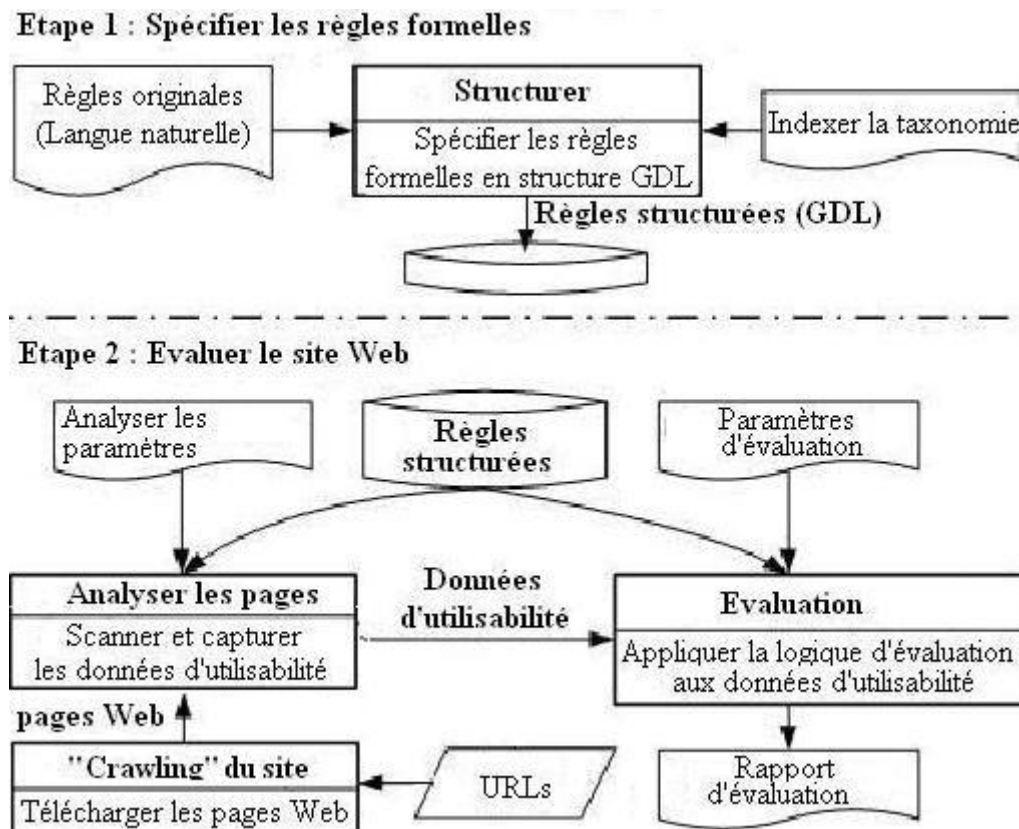 Etape 1 : Spécifier les règles formelles
Règles originales
(Langue naturelle)
Structurer
Spécifier les règles
formelles en structure GDL
Indexer la taxonomie
Règles structurées (GDL)
Etape 2 : Evaluer le site Web
Analyser les
paramètres
Règles
structurées
Paramètres
d'évaluation
Analyser les pages
Scanner et capturer
les données d'utilisabilité
Données
d'utilisabilité
Evaluation
Appliquer la logique d'évaluation
aux données d'utilisabilité
pages Web
"Crawling" du site
Télécharger les pages Web
URLs
Rapport
d'évaluation